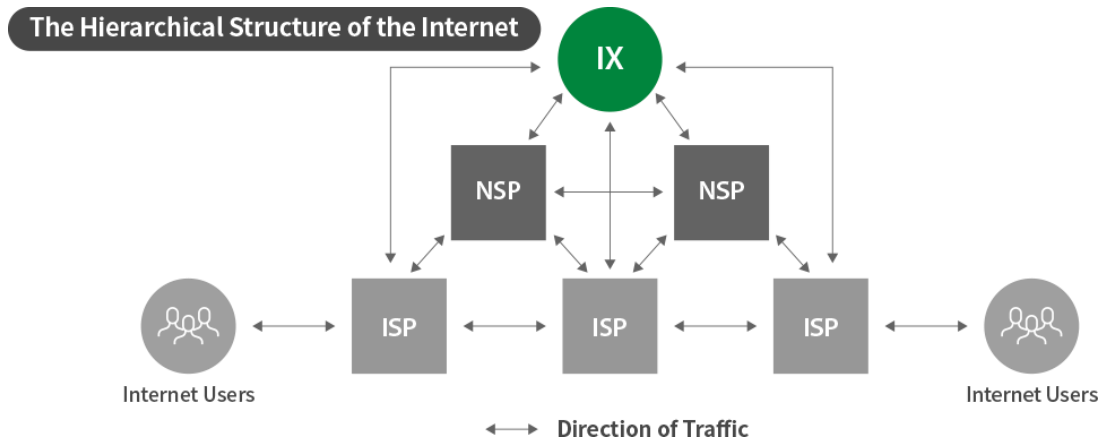 The Hierarchical Structure of the Internet
IX
NSP
NSP
ISP
ISP
ISP
Internet Users
Internet Users
Direction of Traffic